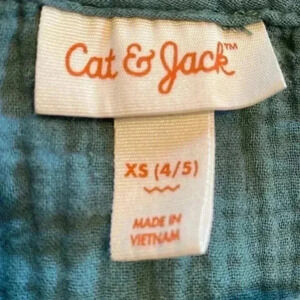 Cat & Jack™
XS (4/5)
MADE IN
VIETNAM